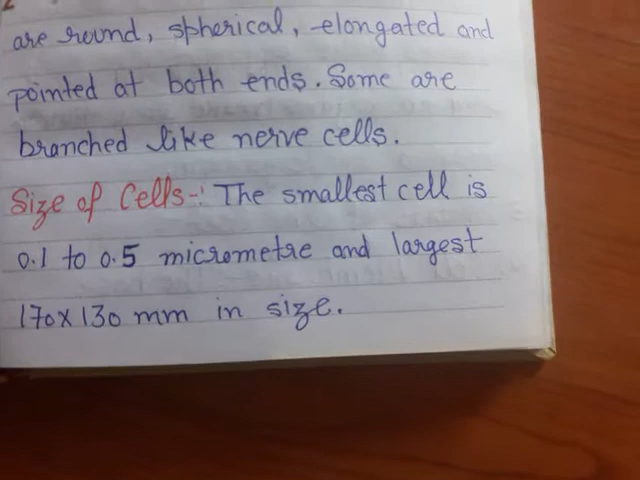 are round, spherical, elongated and
pointed at both ends. Some are
branched like nerve cells.
Size of Cells-: The smallest cell is
0.1 to 0.5 micrometre and largest
170x130 mm in size.